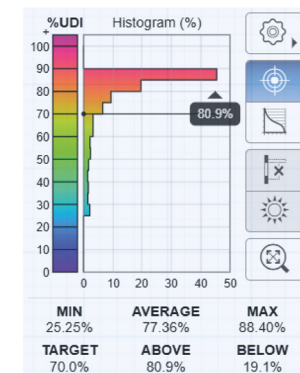 %UDI Histogram (%)
+
100
90
80
70
60
50
40
30
20
10
0
80.9%
0 10 20 30 40 50
MIN AVERAGE MAX
25.25% 77.36% 88.40%
TARGET ABOVE BELOW
70.0% 80.9% 19.1%